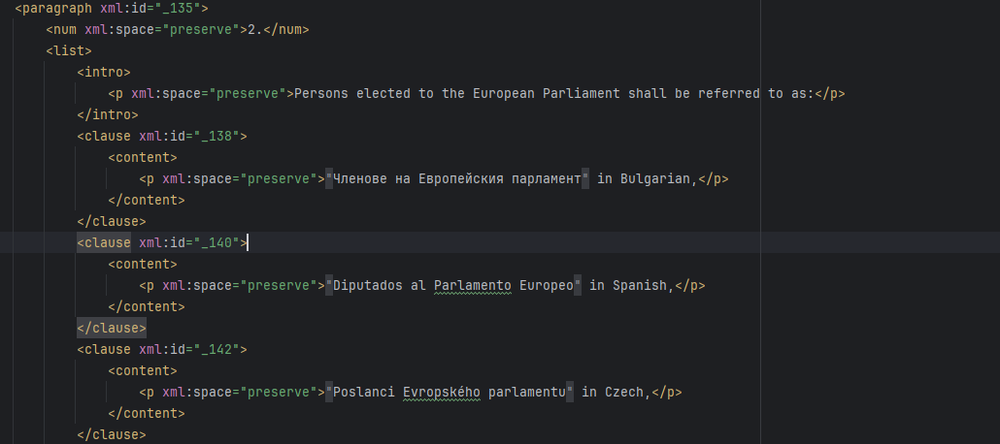 <paragraph xml:id="_135">
<num xml:space="preserve">2.</num>
<list>
<intro>
<p xml:space="preserve">Persons elected to the European Parliament shall be referred to as:</p>
</intro>
<clause xml:id="_138">
<content>
<p xml:space="preserve">"Членове на Европейския парламент" in Bulgarian,</p>
</content>
</clause>
<clause xml:id="_140">
<content>
<p xml:space="preserve">"Diputados al Parlamento Europeo" in Spanish,</p>
</content>
</clause>
<clause xml:id="_142">
<content>
<p xml:space="preserve">"Poslanci Evropského parlamentu" in Czech,</p>
</content>
</clause>